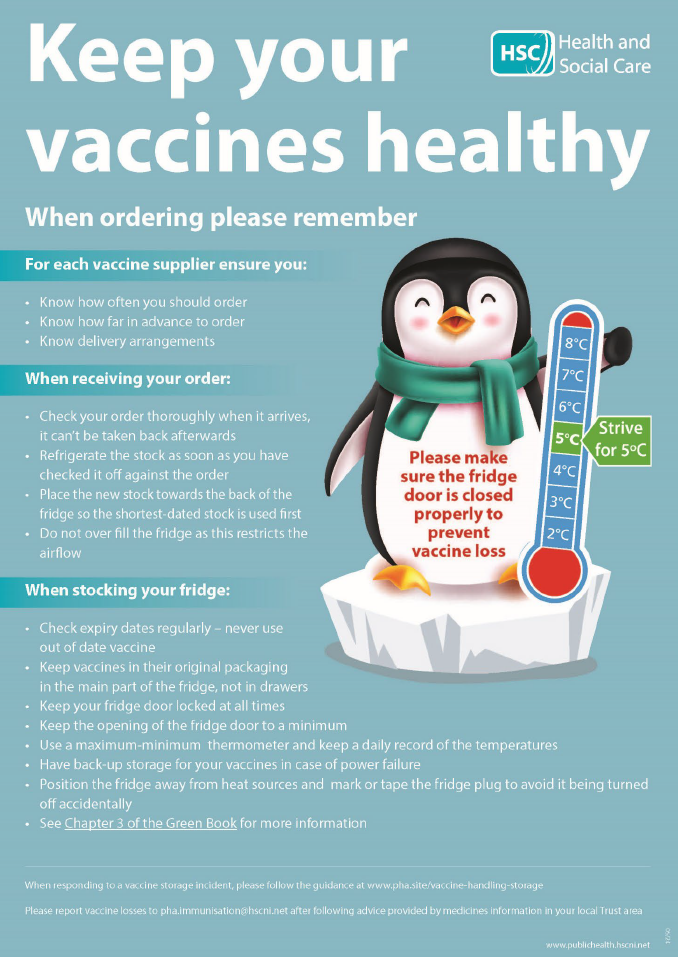 Keep your
HSC Health and
Social Care
vaccines healthy
When ordering please remember
For each vaccine supplier ensure you:
• Know how often you should order
• Know how far in advance to order
• Know delivery arrangements
When receiving your order:
• Check your order thoroughly when it arrives,
it can't be taken back afterwards
• Refrigerate the stock as soon as you have
checked it off against the order
• Place the new stock towards the back of the
fridge so the shortest-dated stock is used first
• Do not over fill the fridge as this restricts the
airflow
Please make
sure the fridge
door is closed
properly to
prevent
vaccine loss
8°C
7°C
6°C
5°C
4°C
3°C
2°C
Strive
for 5°C
When stocking your fridge:
• Check expiry dates regularly – never use
out of date vaccine
• Keep vaccines in their original packaging
in the main part of the fridge, not in drawers
• Keep your fridge door locked at all times
• Keep the opening of the fridge door to a minimum
• Use a maximum-minimum thermometer and keep a daily record of the temperatures
• Have back-up storage for your vaccines in case of power failure
• Position the fridge away from heat sources and mark or tape the fridge plug to avoid it being turned
off accidentally
• See Chapter 3 of the Green Book for more information
When responding to a vaccine storage incident, please follow the guidance at www.pha.site/vaccine-handling-storage
Please report vaccine losses to pha.immunisation@hscni.net after following advice provided by medicines information in your local Trust area
www.publichealth.hscni.net